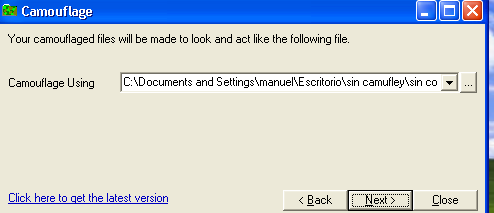 Camouflage
Your camouflaged files will be made to look and act like the following file.
Camouflage Using
C:\Documents and Settings\manuel\Escritorio\sin camufley\sin co
...
Click here to get the latest version
< Back
Next >
Close